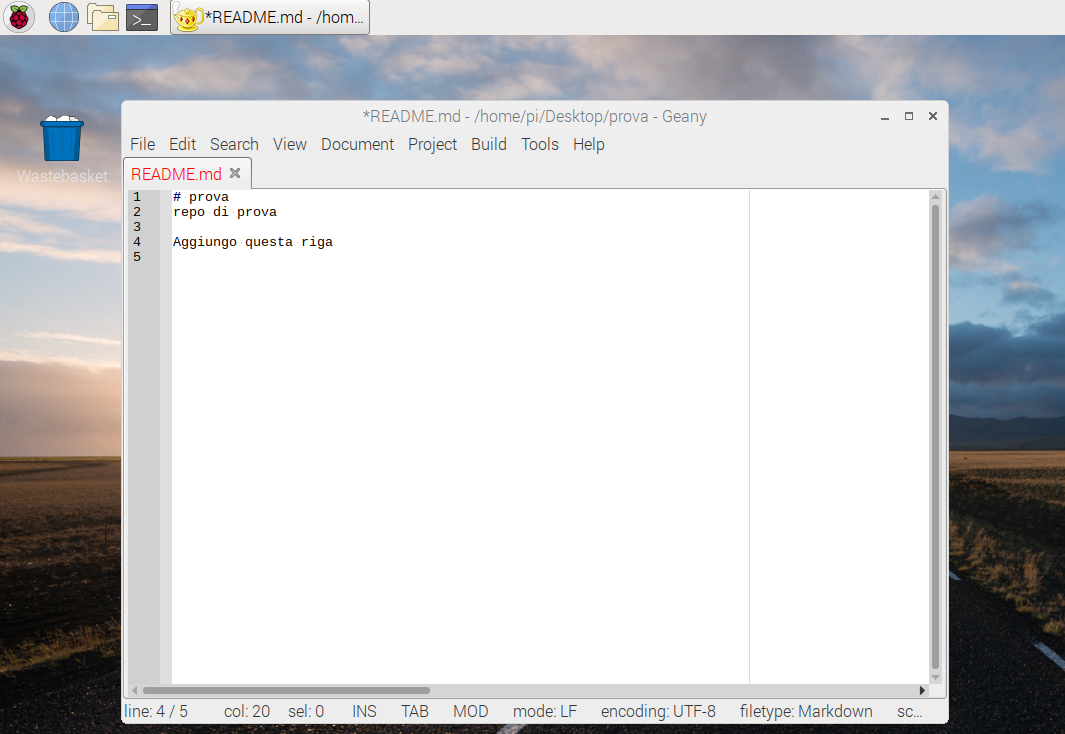 *README.md - /hom...
Wastebasket
*README.md - /home/pi/Desktop/prova - Geany
File Edit Search View Document Project Build Tools Help
README.md
1 # prova
2 repo di prova
3
4 Aggiungo questa riga
5
line: 4 / 5 col: 20 sel: 0 INS TAB MOD mode: LF encoding: UTF-8 filetype: Markdown sc...